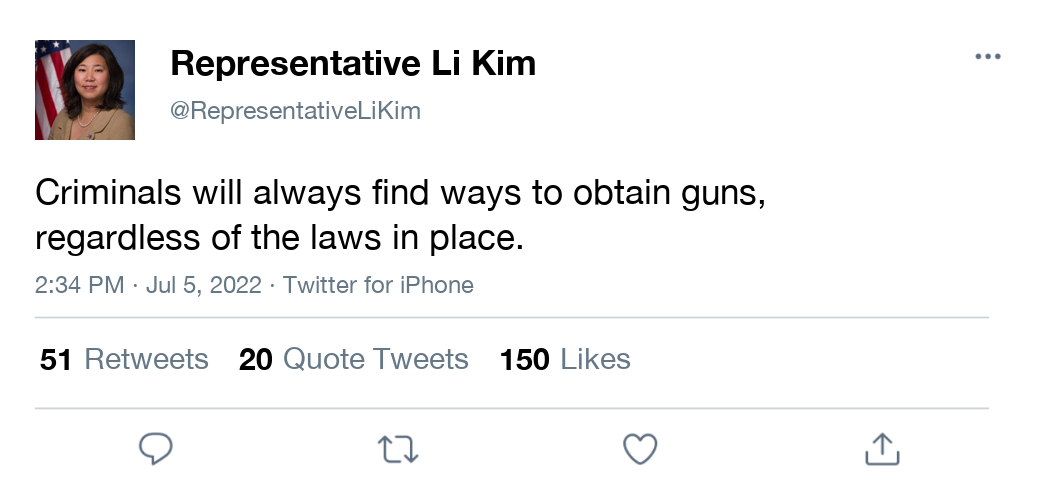 Representative Li Kim
@RepresentativeLiKim
Criminals will always find ways to obtain guns,
regardless of the laws in place.
2:34 PM · Jul 5, 2022 · Twitter for iPhone
51 Retweets 20 Quote Tweets 150 Likes